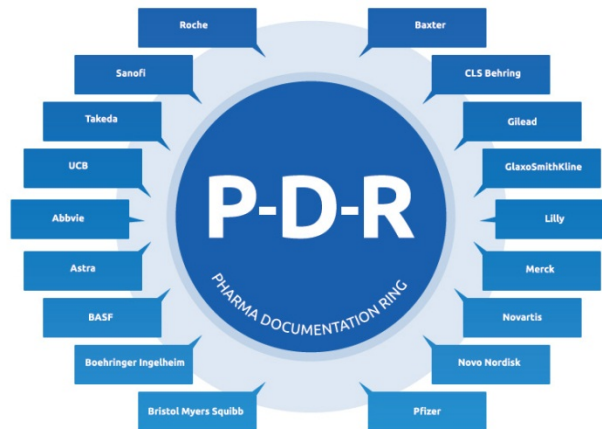 Roche
Baxter
Sanofi
CLS Behring
Takeda
Gilead
UCB
GlaxoSmithKline
Abbvie
Lilly
Astra
Merck
BASF
Novartis
Boehringer Ingelheim
Novo Nordisk
Bristol Myers Squibb
Pfizer
P-D-R
PHARMA DOCUMENTATION RING